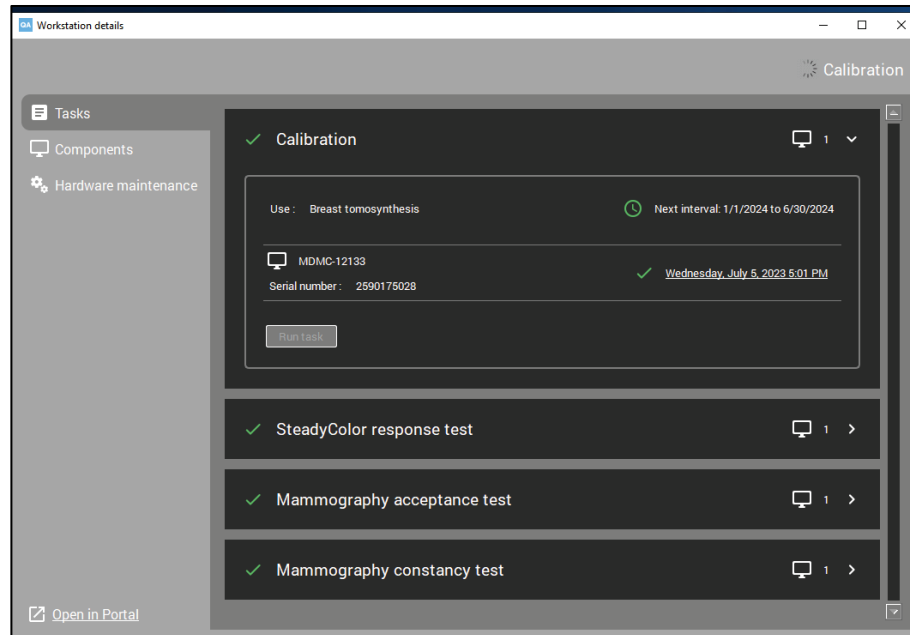 QA Workstation details
Calibration
Tasks
Components
Hardware maintenance
Calibration 1
Use : Breast tomosynthesis Next interval: 1/1/2024 to 6/30/2024
MDMC-12133
Wednesday, July 5, 2023 5:01 PM
Serial number : 2590175028
Run task
SteadyColor response test 1
Mammography acceptance test 1
Mammography constancy test 1
Open in Portal